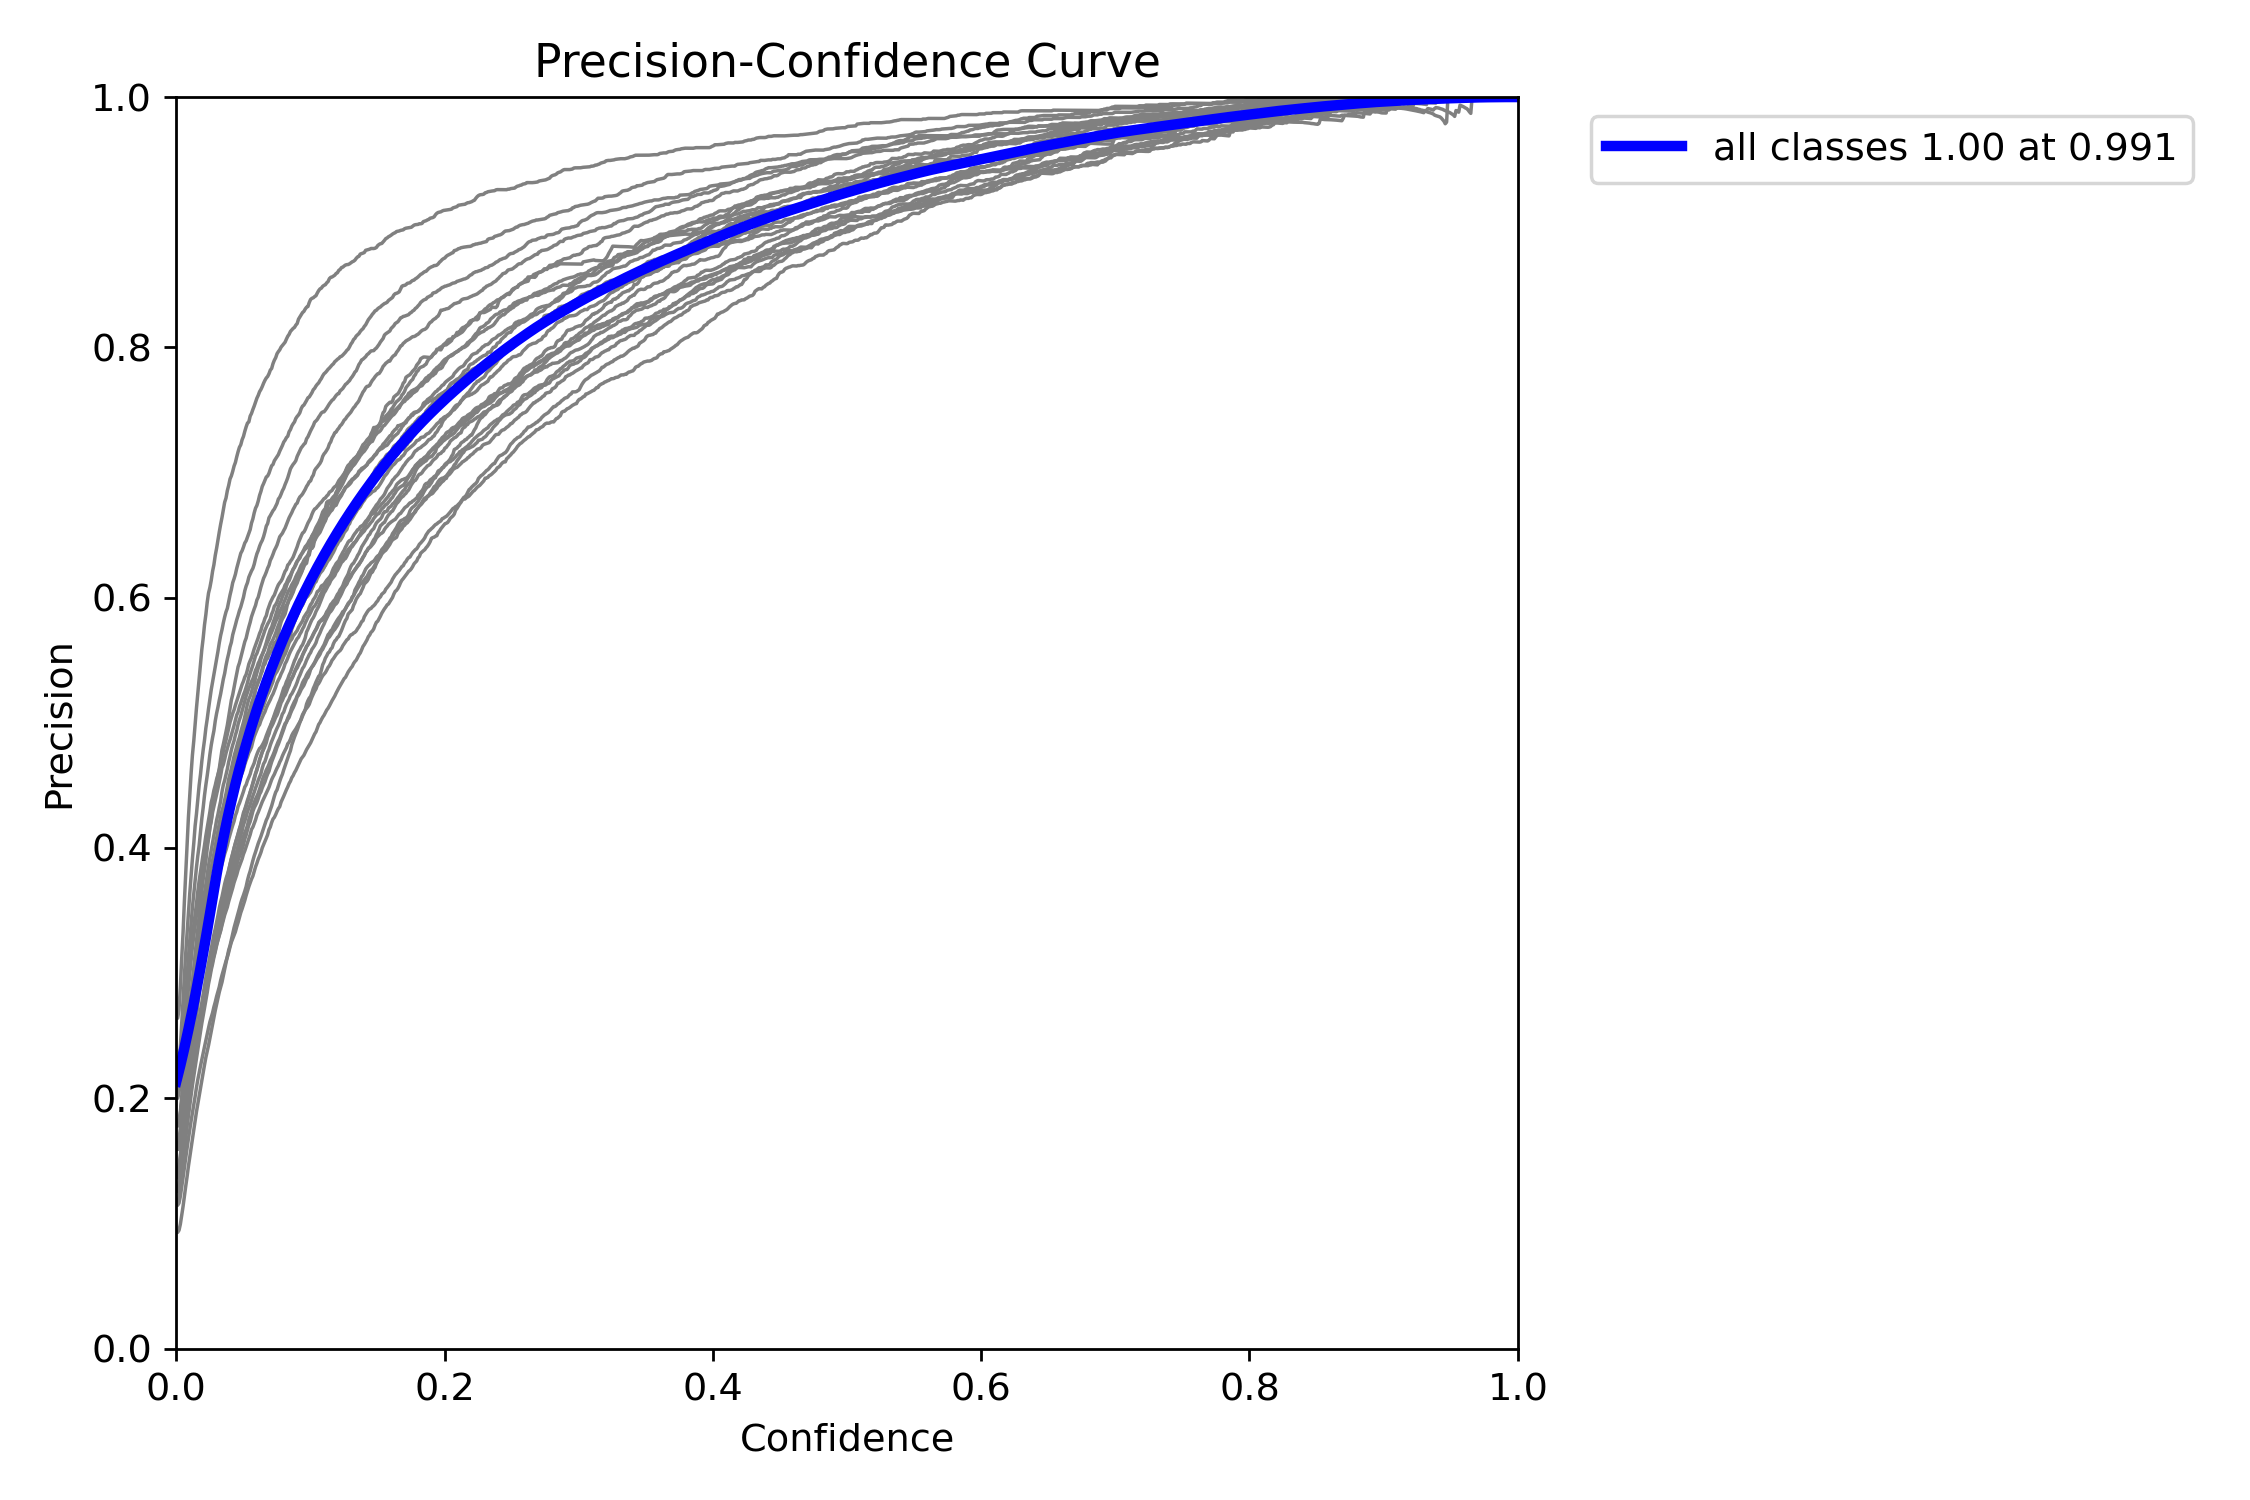 Precision-Confidence Curve
1.0
0.8
0.6
0.4
0.2
0.0
Precision
0.0 0.2 0.4 0.6 0.8 1.0
Confidence
all classes 1.00 at 0.991